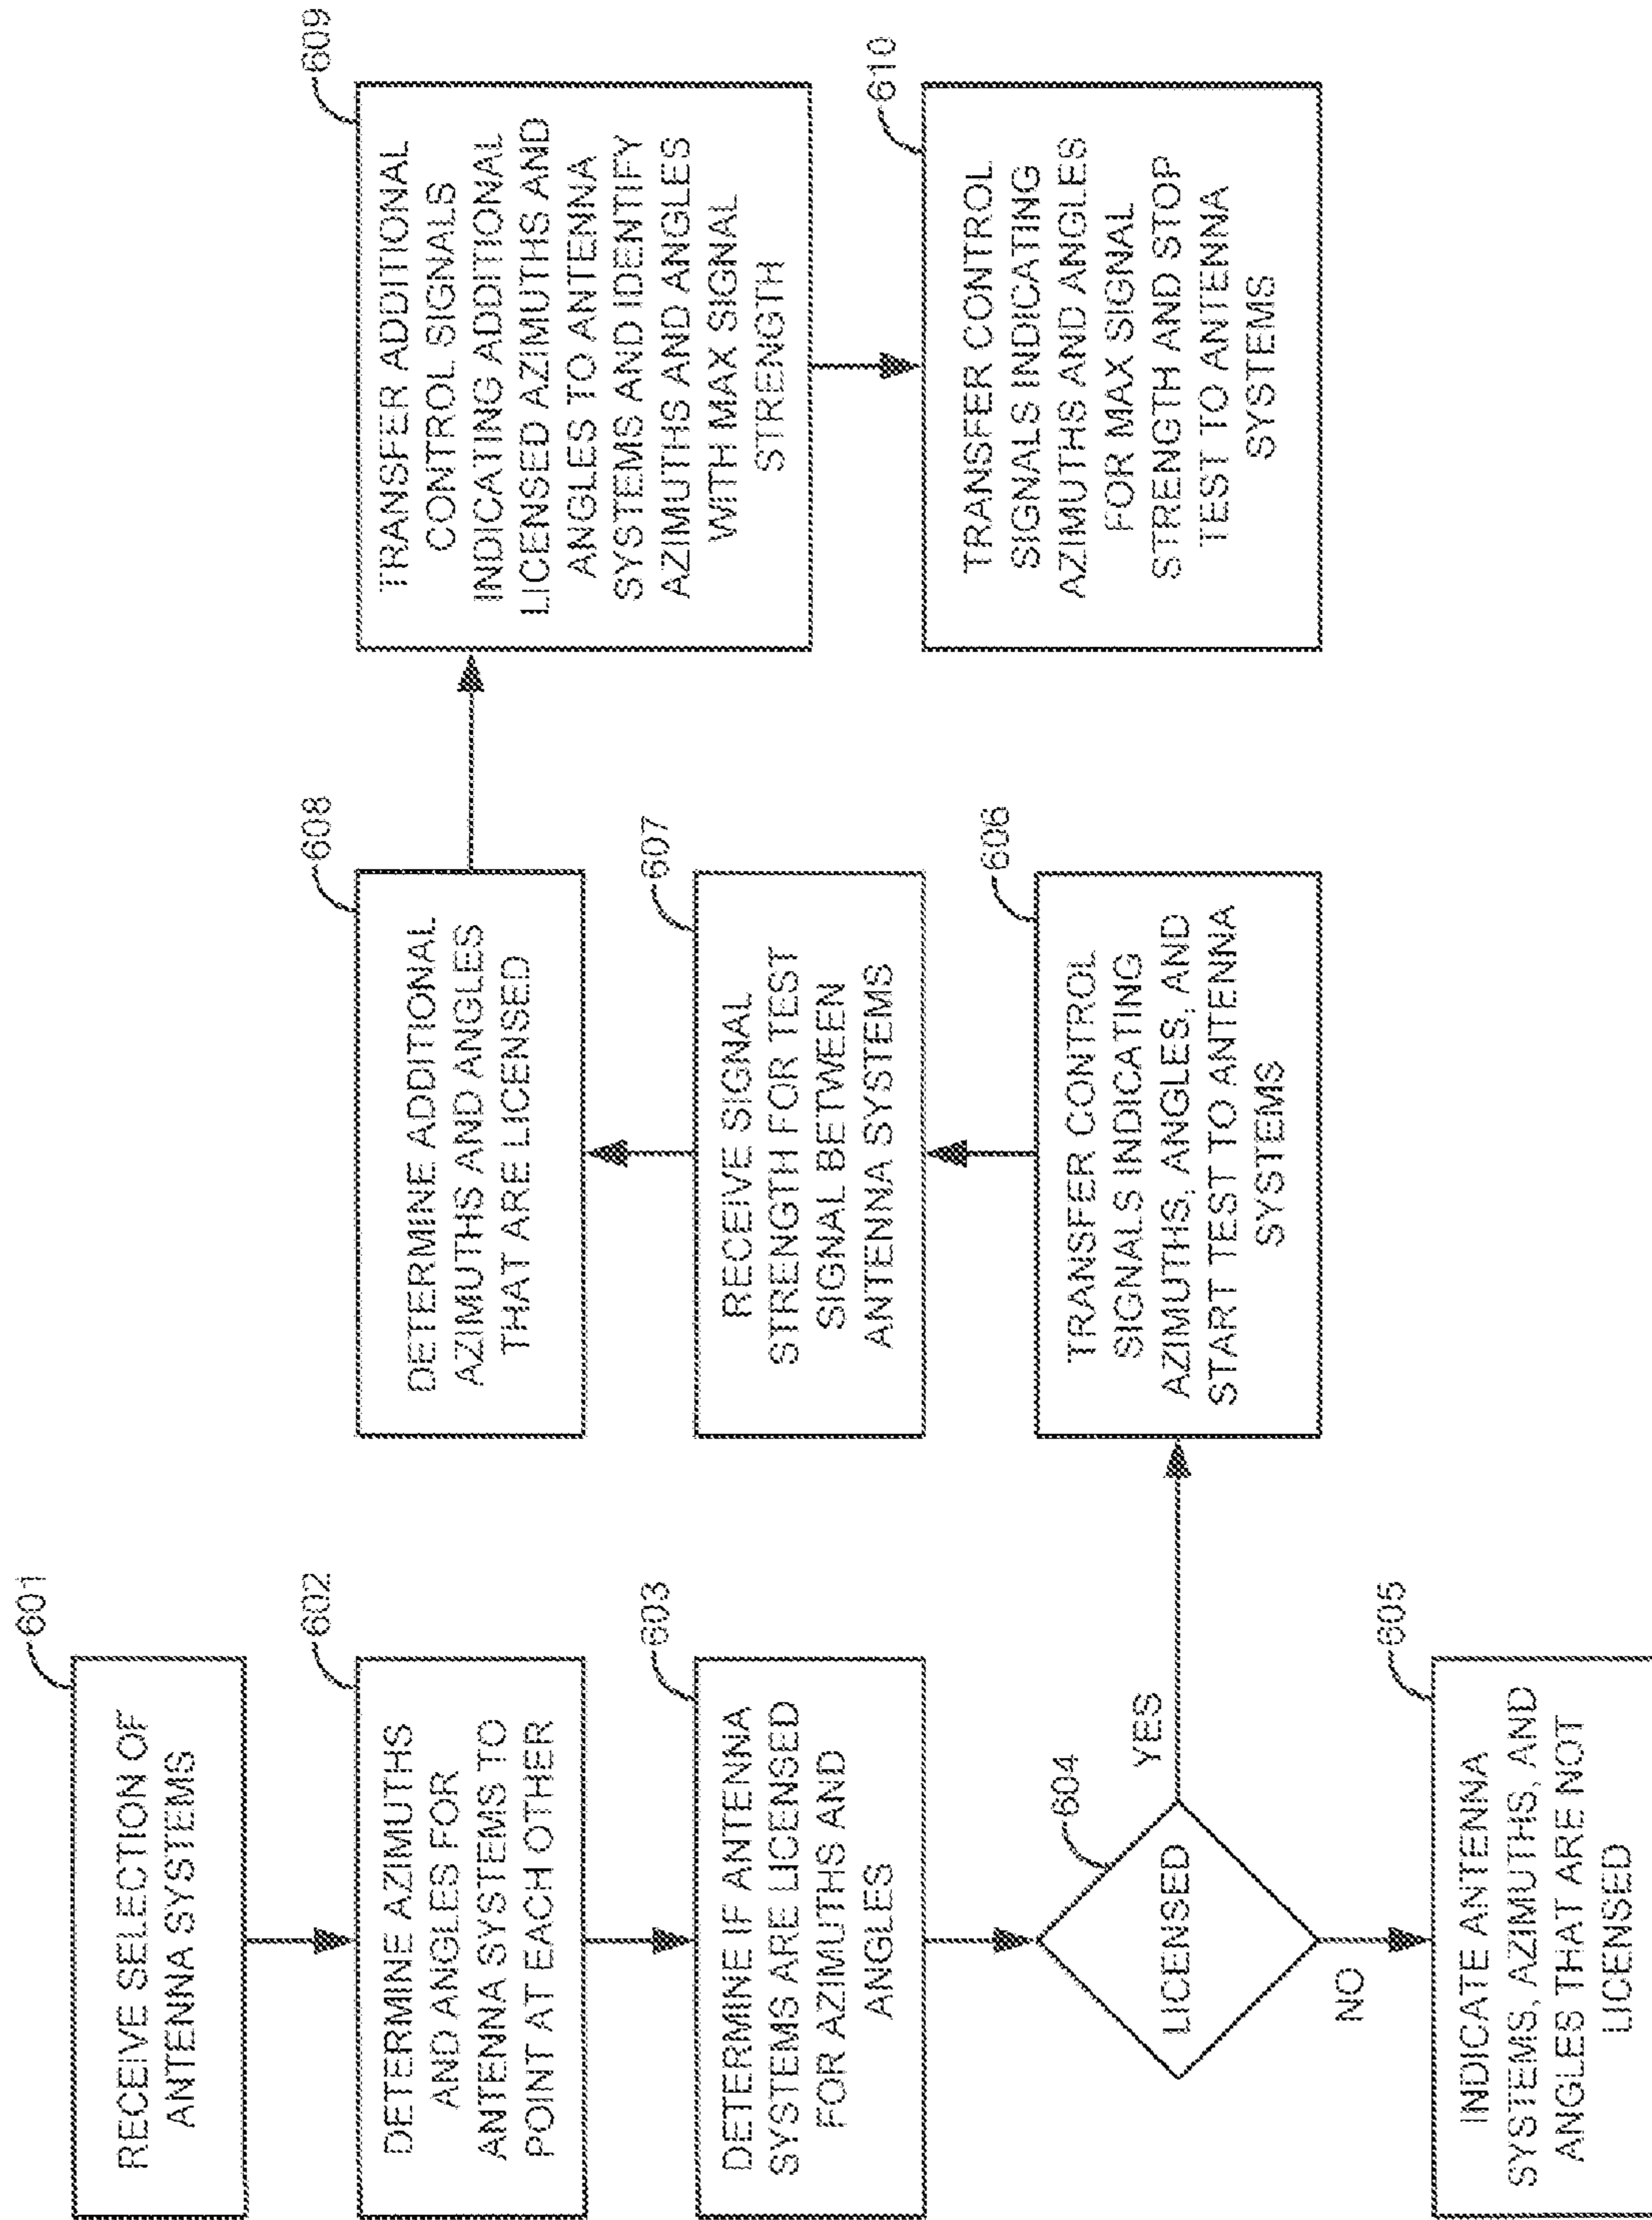 601
RECEIVE SELECTION OF
ANTENNA SYSTEMS
602
DETERMINE AZIMUTHS
AND ANGLES FOR
ANTENNA SYSTEMS TO
POINT AT EACH OTHER
603
DETERMINE IF ANTENNA
SYSTEMS ARE LICENSED
FOR AZIMUTHS AND
ANGLES
604
LICENSED
YES
NO
605
INDICATE ANTENNA
SYSTEMS, AZIMUTHS, AND
ANGLES THAT ARE NOT
LICENSED
606
TRANSFER CONTROL
SIGNALS INDICATING
AZIMUTHS, ANGLES, AND
START TEST TO ANTENNA
SYSTEMS
607
RECEIVE SIGNAL
STRENGTH FOR TEST
SIGNAL BETWEEN
ANTENNA SYSTEMS
608
DETERMINE ADDITIONAL
AZIMUTHS AND ANGLES
THAT ARE LICENSED
609
TRANSFER ADDITIONAL
CONTROL SIGNALS
INDICATING ADDITIONAL
LICENSED AZIMUTHS AND
ANGLES TO ANTENNA
SYSTEMS AND IDENTIFY
AZIMUTHS AND ANGLES
WITH MAX SIGNAL
STRENGTH
610
TRANSFER CONTROL
SIGNALS INDICATING
AZIMUTHS AND ANGLES
FOR MAX SIGNAL
STRENGTH AND STOP
TEST TO ANTENNA
SYSTEMS